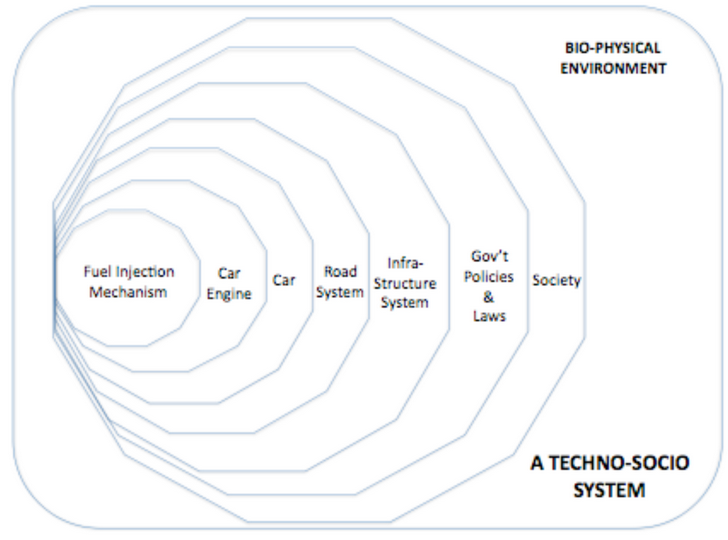 BIO-PHYSICAL
ENVIRONMENT
Fuel Injection
Mechanism
Car
Engine
Car
Road
System
Infra-
Structure
System
Gov't
Policies
&
Laws
Society
A TECHNO-SOCIO
SYSTEM